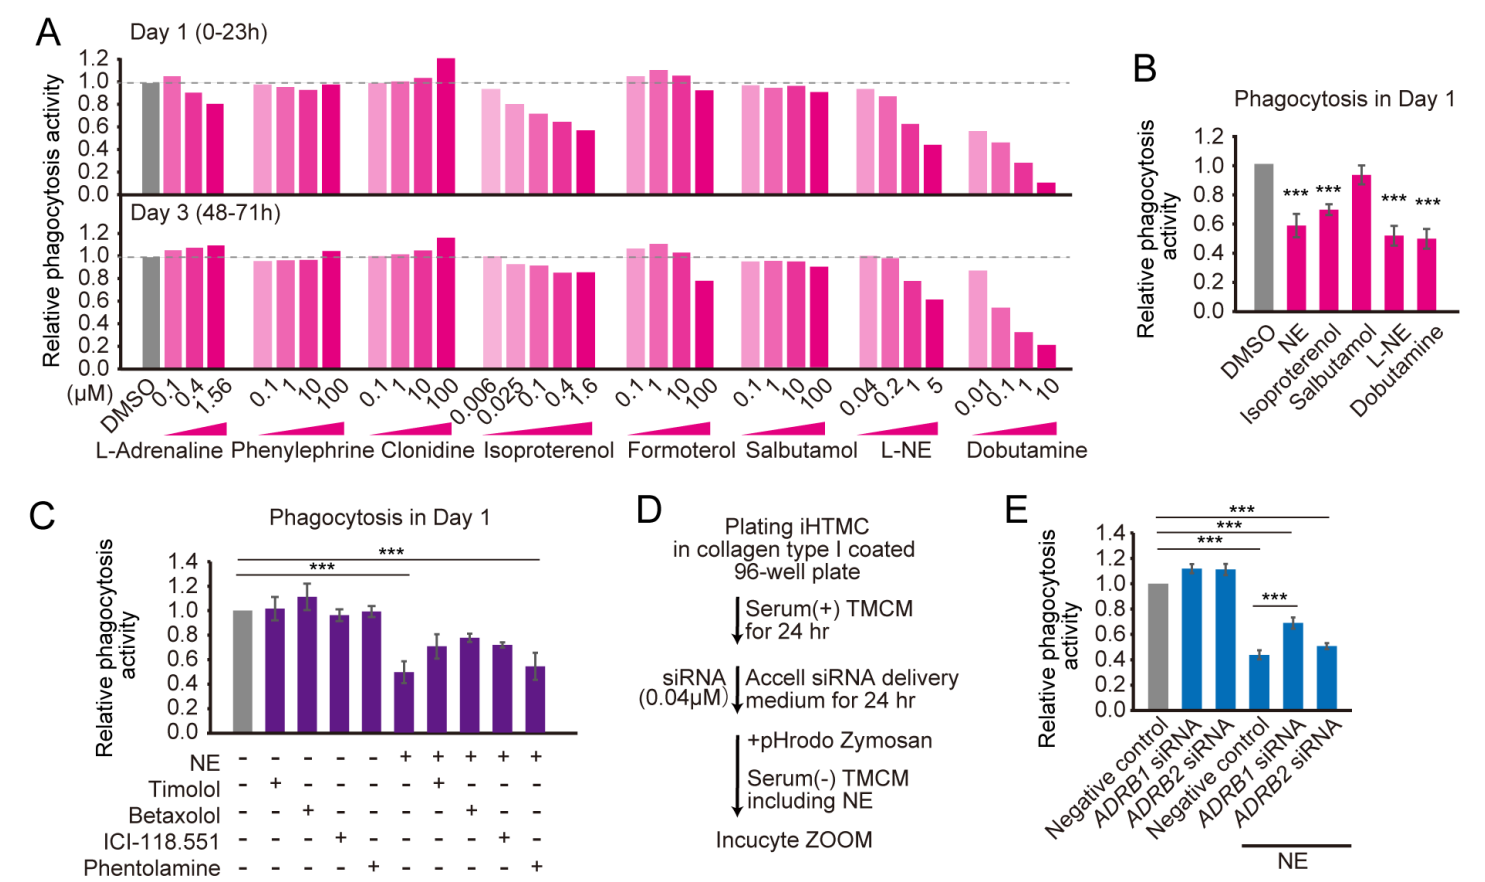 A
Day 1 (0-23h)
Relative phagocytosis activity
1.2
1.0
0.8
0.6
0.4
0.2
0.0
Day 3 (48-71h)
1.2
1.0
0.8
0.6
0.4
0.2
0.0
(μM)
DMSO 0.1 0.4 1.56 0.1 1 10 100 0.1 1 10 100 0.006 0.025 0.1 0.4 1.6 0.1 1 10 100 0.1 1 10 100 0.04 0.2 1 5 0.01 0.1 1 10
L-Adrenaline Phenylephrine Clonidine Isoproterenol Formoterol Salbutamol L-NE Dobutamine
B
Phagocytosis in Day 1
Relative phagocytosis
activity
1.2
1.0
0.8
0.6
0.4
0.2
0.0
*** *** *** ***
DMSO NE Isoproterenol Salbutamol L-NE Dobutamine
C
Phagocytosis in Day 1
Relative phagocytosis
activity
1.4
1.2
1.0
0.8
0.6
0.4
0.2
0.0
***
***
NE - - - - - + + + + +
Timolol - + - - - - + - - -
Betaxolol - - + - - - - + - -
ICI-118.551 - - - + - - - - + -
Phentolamine - - - - + - - - - +
D
Plating iHTMC
in collagen type I coated
96-well plate
Serum(+) TMCM
for 24 hr
siRNA
(0.04μM)
Accell siRNA delivery
medium for 24 hr
+pHrodo Zymosan
Serum(-) TMCM
including NE
Incucyte ZOOM
E
Relative phagocytosis
activity
1.4
1.2
1.0
0.8
0.6
0.4
0.2
0.0
***
***
***
***
Negative control ADRB1 siRNA ADRB2 siRNA Negative control ADRB1 siRNA ADRB2 siRNA
NE